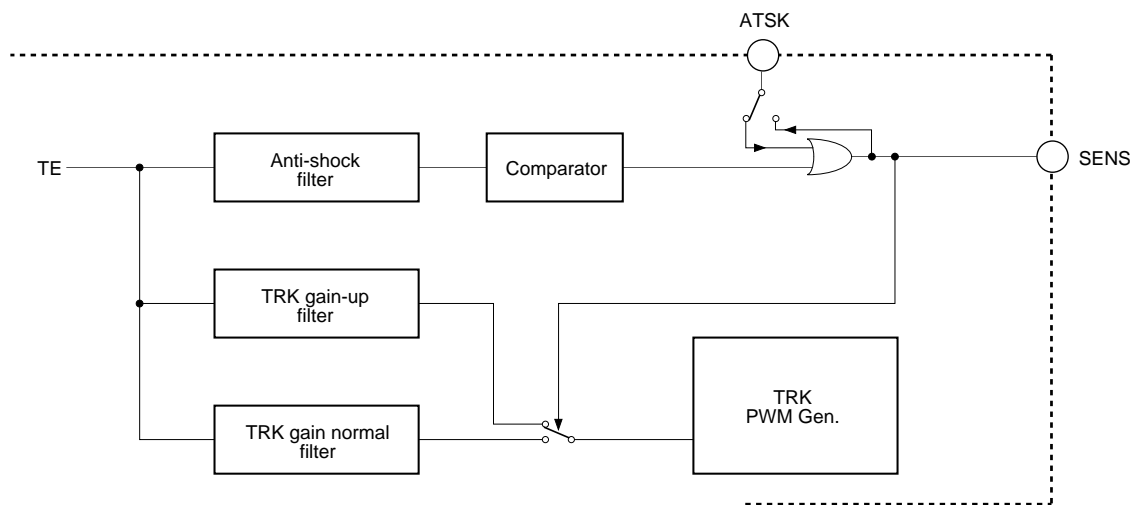 ATSK
TE
Anti-shock
filter
Comparator
SENS
TRK gain-up
filter
TRK
PWM Gen.
TRK gain normal
filter